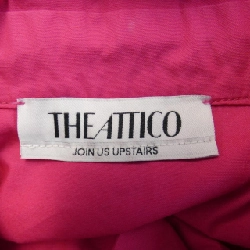 THE ATTICO
JOIN US UPSTAIRS